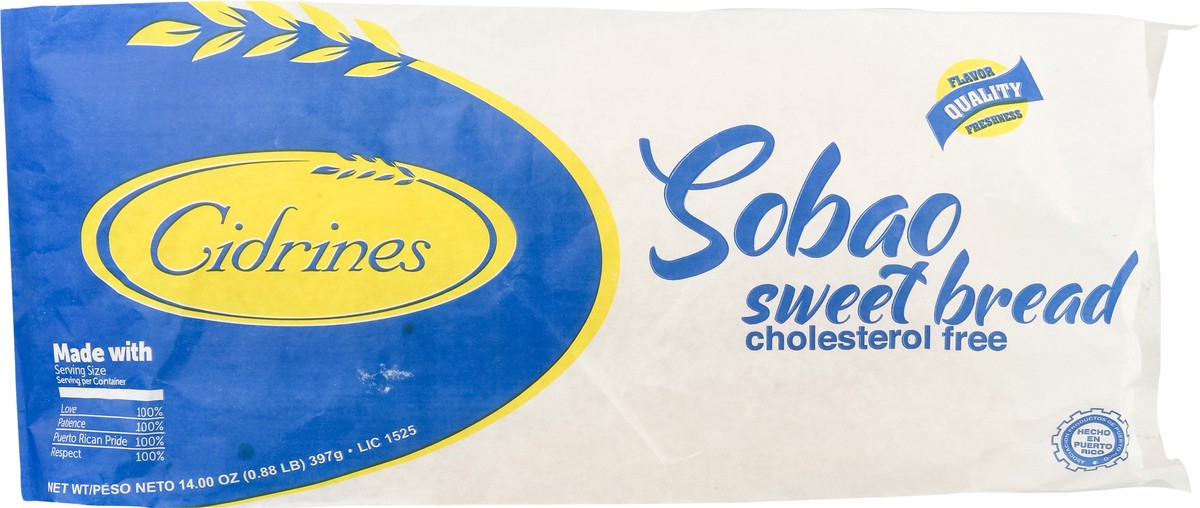 Cidrines
Made with
Serving Size
Serving per Container
Love 100%
Patience 100%
Puerto Rican Pride 100%
Respect 100%
NET WT/PESO NETO 14.00 OZ (0.88 LB) 397g • LIC 1525
FLAVOR
QUALITY
FRESHNESS
Sobao
sweet bread
cholesterol free
HECHO
EN
PUERTO
RICO